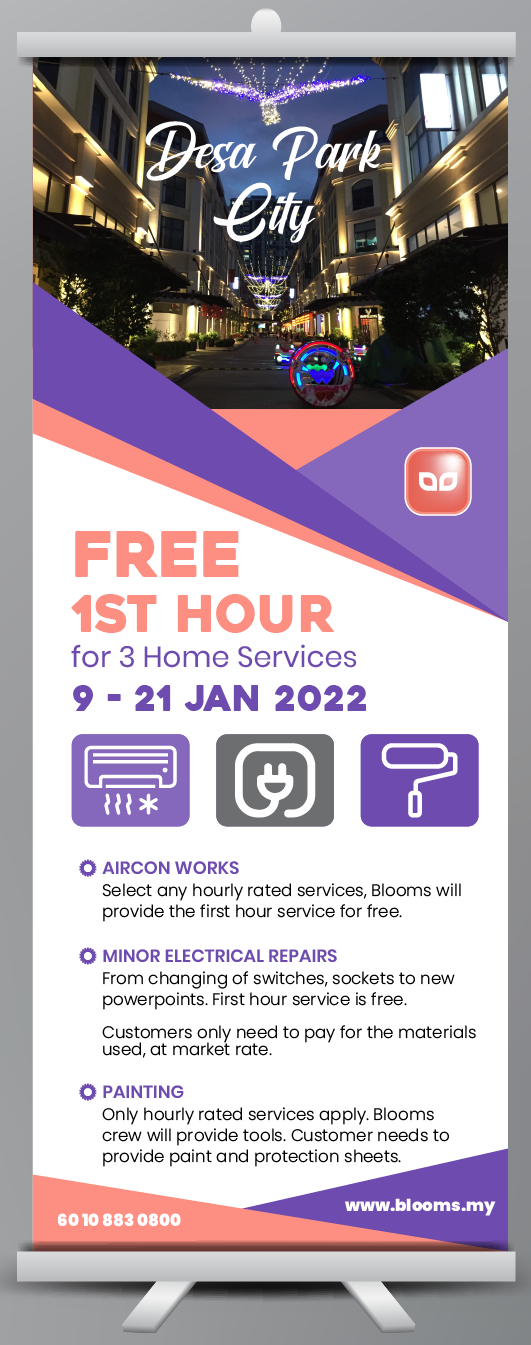 Desa Park
City
FREE
1ST HOUR
for 3 Home Services
9 - 21 JAN 2022
AIRCON WORKS
Select any hourly rated services, Blooms will
provide the first hour service for free.
MINOR ELECTRICAL REPAIRS
From changing of switches, sockets to new
powerpoints. First hour service is free.
Customers only need to pay for the materials
used, at market rate.
PAINTING
Only hourly rated services apply. Blooms
crew will provide tools. Customer needs to
provide paint and protection sheets.
60 10 883 0800
www.blooms.my